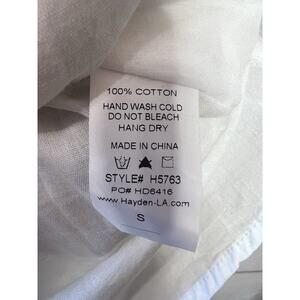 100% COTTON
HAND WASH COLD
DO NOT BLEACH
HANG DRY
MADE IN CHINA
STYLE# H5763
PO# HD6416
www.Hayden-LA.com
S